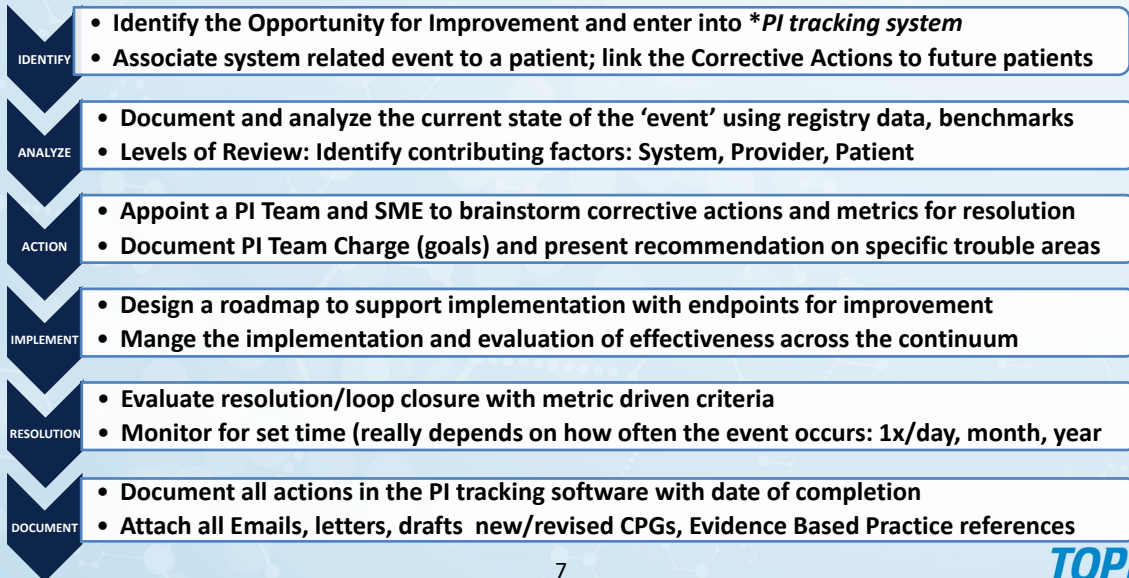 • Identify the Opportunity for Improvement and enter into *PI tracking system
IDENTIFY
• Associate system related event to a patient; link the Corrective Actions to future patients
• Document and analyze the current state of the ‘event’ using registry data, benchmarks
ANALYZE
• Levels of Review: Identify contributing factors: System, Provider, Patient
• Appoint a PI Team and SME to brainstorm corrective actions and metrics for resolution
ACTION
• Document PI Team Charge (goals) and present recommendation on specific trouble areas
• Design a roadmap to support implementation with endpoints for improvement
IMPLEMENT
• Mange the implementation and evaluation of effectiveness across the continuum
• Evaluate resolution/loop closure with metric driven criteria
RESOLUTION
• Monitor for set time (really depends on how often the event occurs: 1x/day, month, year
• Document all actions in the PI tracking software with date of completion
DOCUMENT
• Attach all Emails, letters, drafts new/revised CPGs, Evidence Based Practice references
7